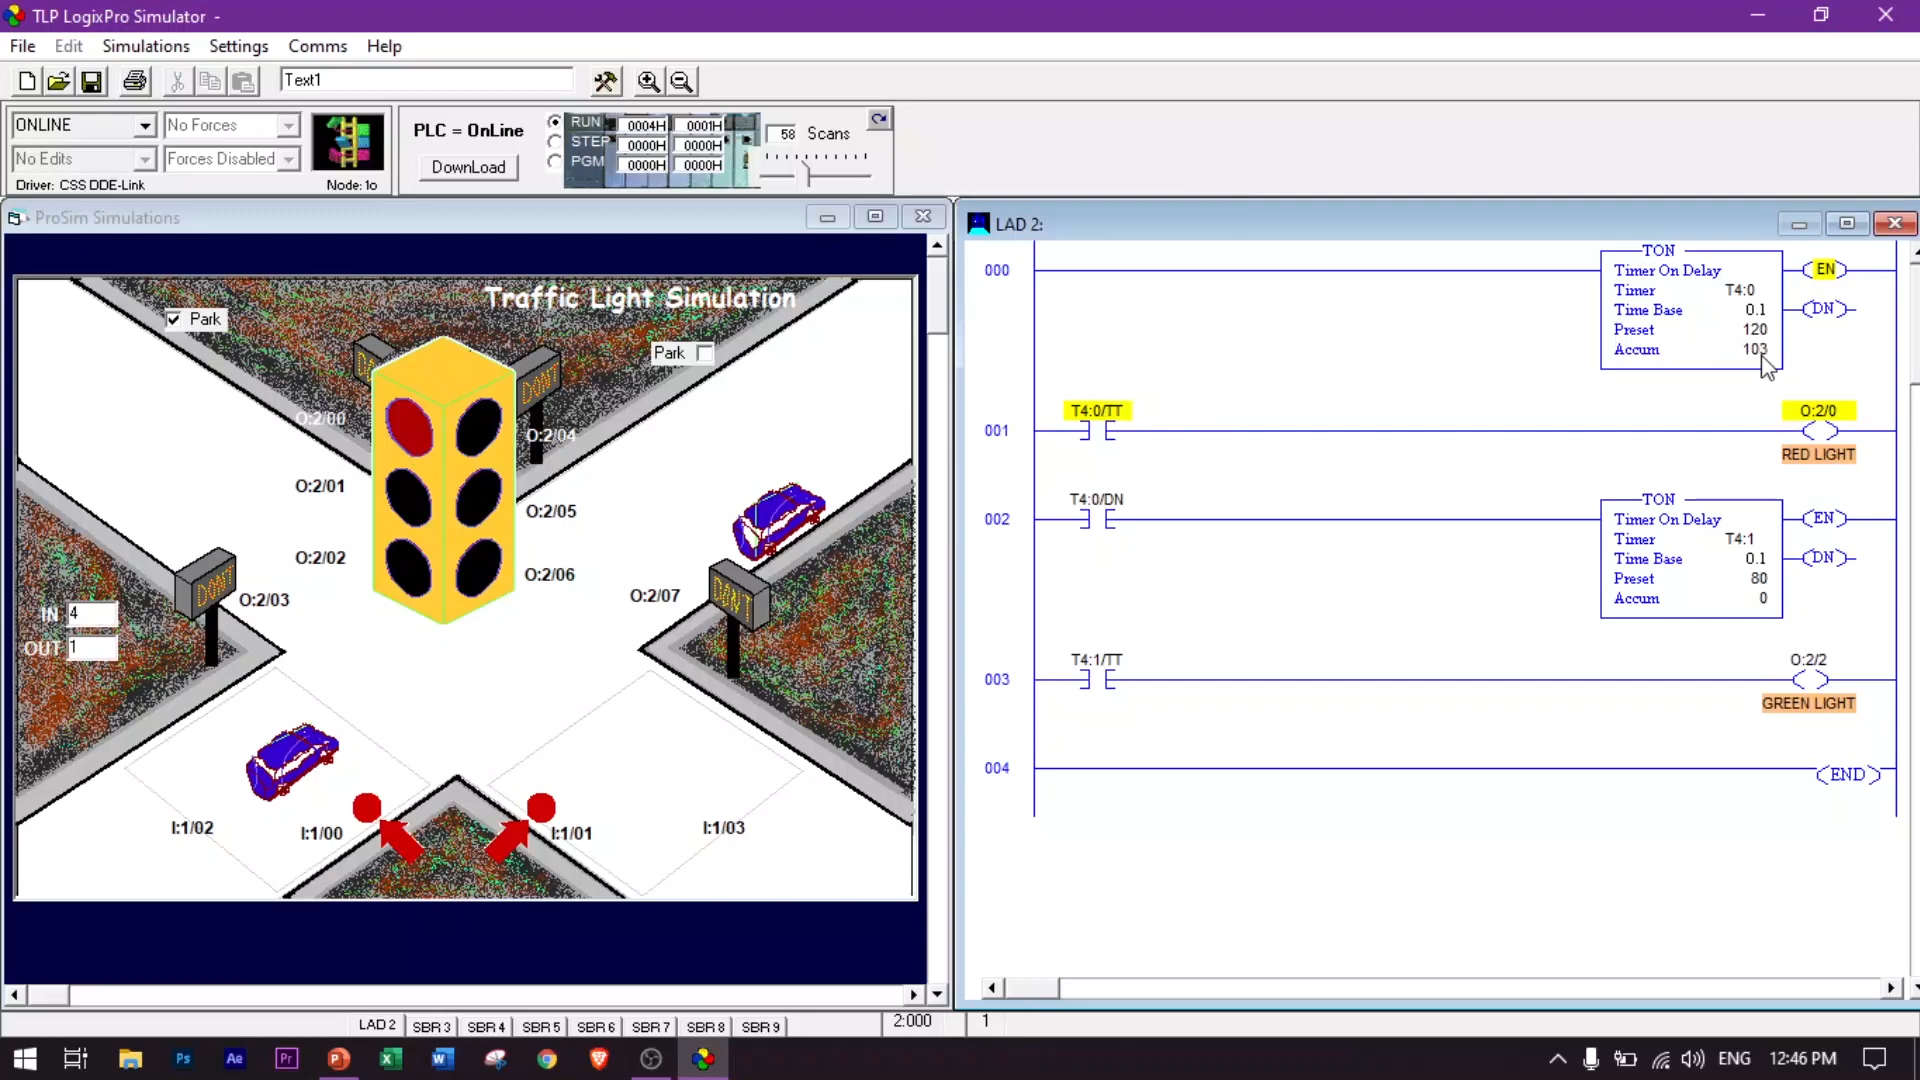 TLP LogixPro Simulator -
File Edit Simulations Settings Comms Help
Text1
ONLINE No Forces
No Edits Forces Disabled
Driver: CSS DDE-Link Node: 1o
PLC = OnLine
DownLoad
RUN 0004H 0001H
STEP 0000H 0000H
PGM 0000H 0000H
58 Scans
ProSim Simulations
Traffic Light Simulation
Park
Park
DONT
O:2/00
O:2/04
O:2/01
O:2/05
O:2/02
O:2/06
DONT
O:2/03
O:2/07
DONT
IN 4
OUT 1
I:1/02
I:1/00
I:1/01
I:1/03
LAD 2:
000
TON
Timer On Delay
Timer T4:0
Time Base 0.1
Preset 120
Accum 103
EN
DN
001
T4:0/TT
O:2/0
RED LIGHT
002
T4:0/DN
TON
Timer On Delay
Timer T4:1
Time Base 0.1
Preset 80
Accum 0
EN
DN
003
T4:1/TT
O:2/2
GREEN LIGHT
004
END
LAD 2 SBR 3 SBR 4 SBR 5 SBR 6 SBR 7 SBR 8 SBR 9
2:000 1
Ps Ae Pr
ENG 12:46 PM